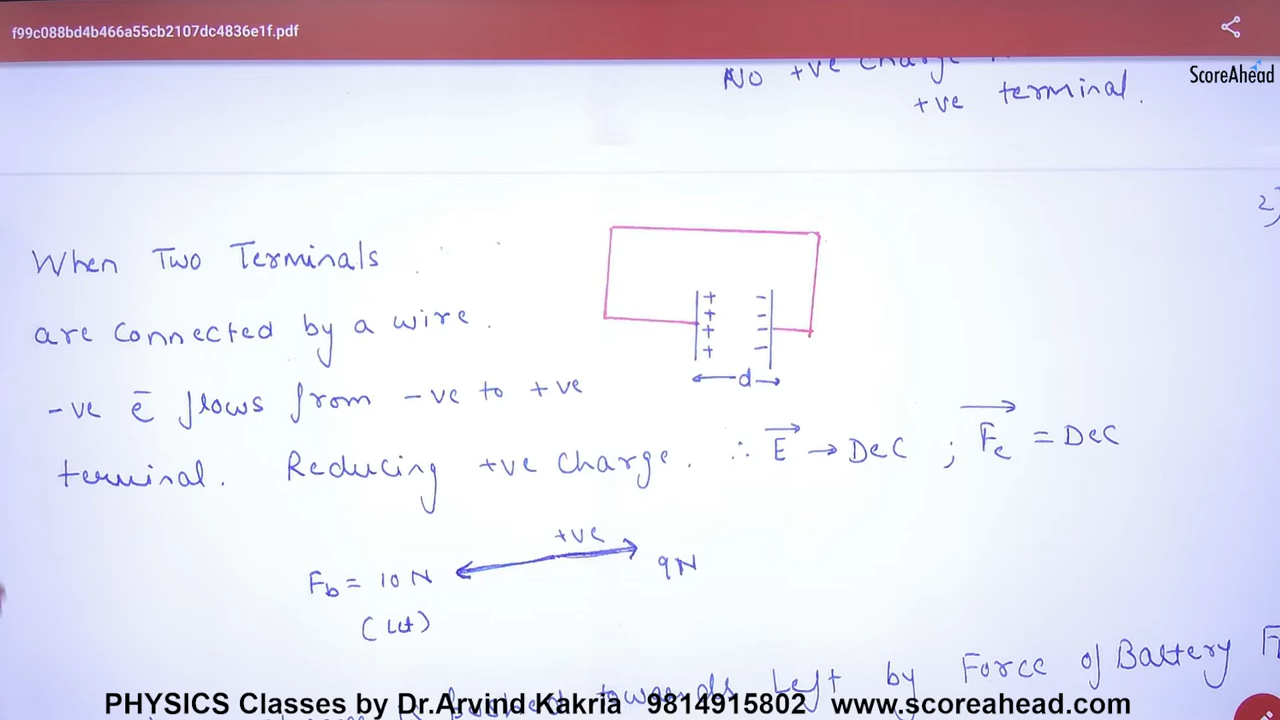 f99c088bd4b466a55cb2107dc4836e1f.pdf
ScoreAhead
No +ve charge
+ve terminal.
2)
When Two Terminals
are connected by a wire.
-ve ē flows from -ve to +ve
terminal. Reducing +ve charge. ∴ E⃗ → Dec ; F⃗e = Dec
+ + + +
- - - -
←d→
+ve
Fb = 10 N
9N
(Let)
towards Left by Force of Battery F
PHYSICS Classes by Dr.Arvind Kakria 9814915802 www.scoreahead.com